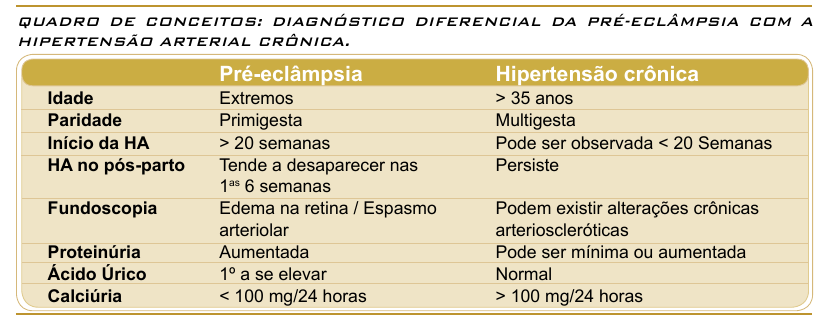 QUADRO DE CONCEITOS: DIAGNÓSTICO DIFERENCIAL DA PRÉ-ECLÂMPSIA COM A
HIPERTENSÃO ARTERIAL CRÔNICA.
Pré-eclâmpsia Hipertensão crônica
Idade Extremos > 35 anos
Paridade Primigesta Multigesta
Início da HA > 20 semanas Pode ser observada < 20 Semanas
HA no pós-parto Tende a desaparecer nas Persiste
1ªˢ 6 semanas
Fundoscopia Edema na retina / Espasmo Podem existir alterações crônicas
arteriolar arterioscleróticas
Proteinúria Aumentada Pode ser mínima ou aumentada
Ácido Úrico 1º a se elevar Normal
Calciúria < 100 mg/24 horas > 100 mg/24 horas